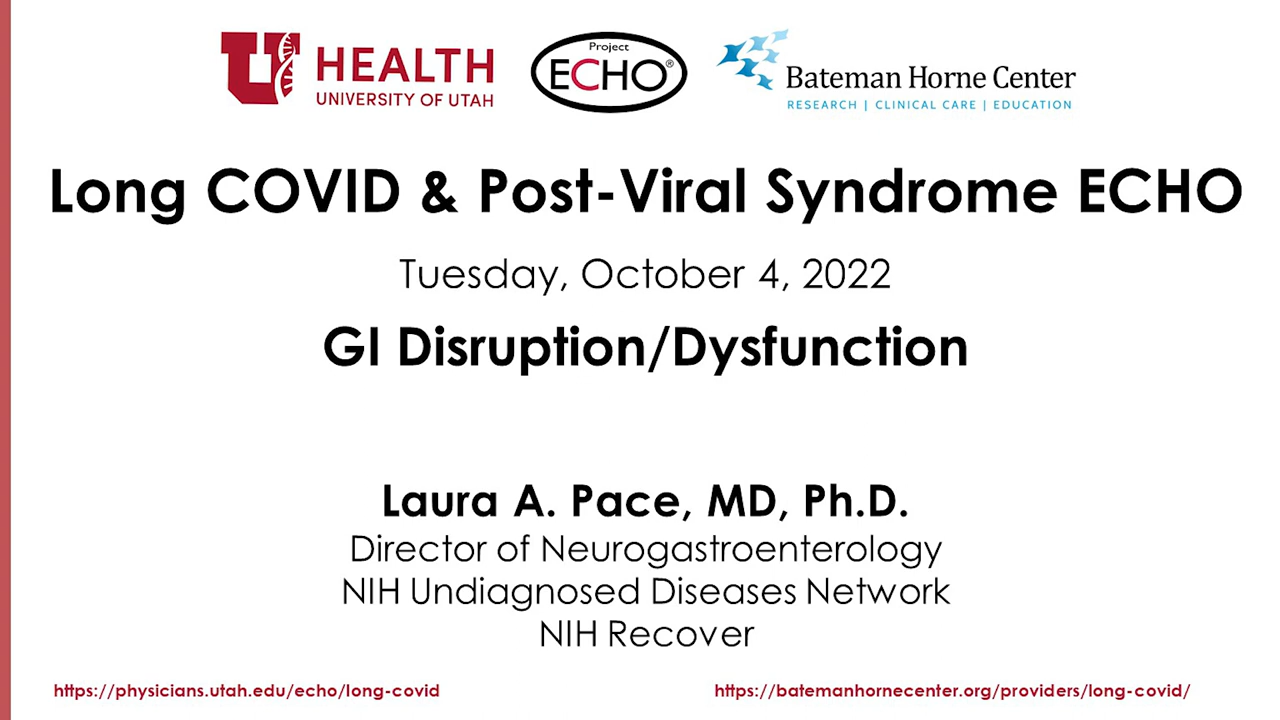 U HEALTH
UNIVERSITY OF UTAH
Project
ECHO®
Bateman Horne Center
RESEARCH | CLINICAL CARE | EDUCATION
Long COVID & Post-Viral Syndrome ECHO
Tuesday, October 4, 2022
GI Disruption/Dysfunction
Laura A. Pace, MD, Ph.D.
Director of Neurogastroenterology
NIH Undiagnosed Diseases Network
NIH Recover
https://physicians.utah.edu/echo/long-covid
https://batemanhornecenter.org/providers/long-covid/